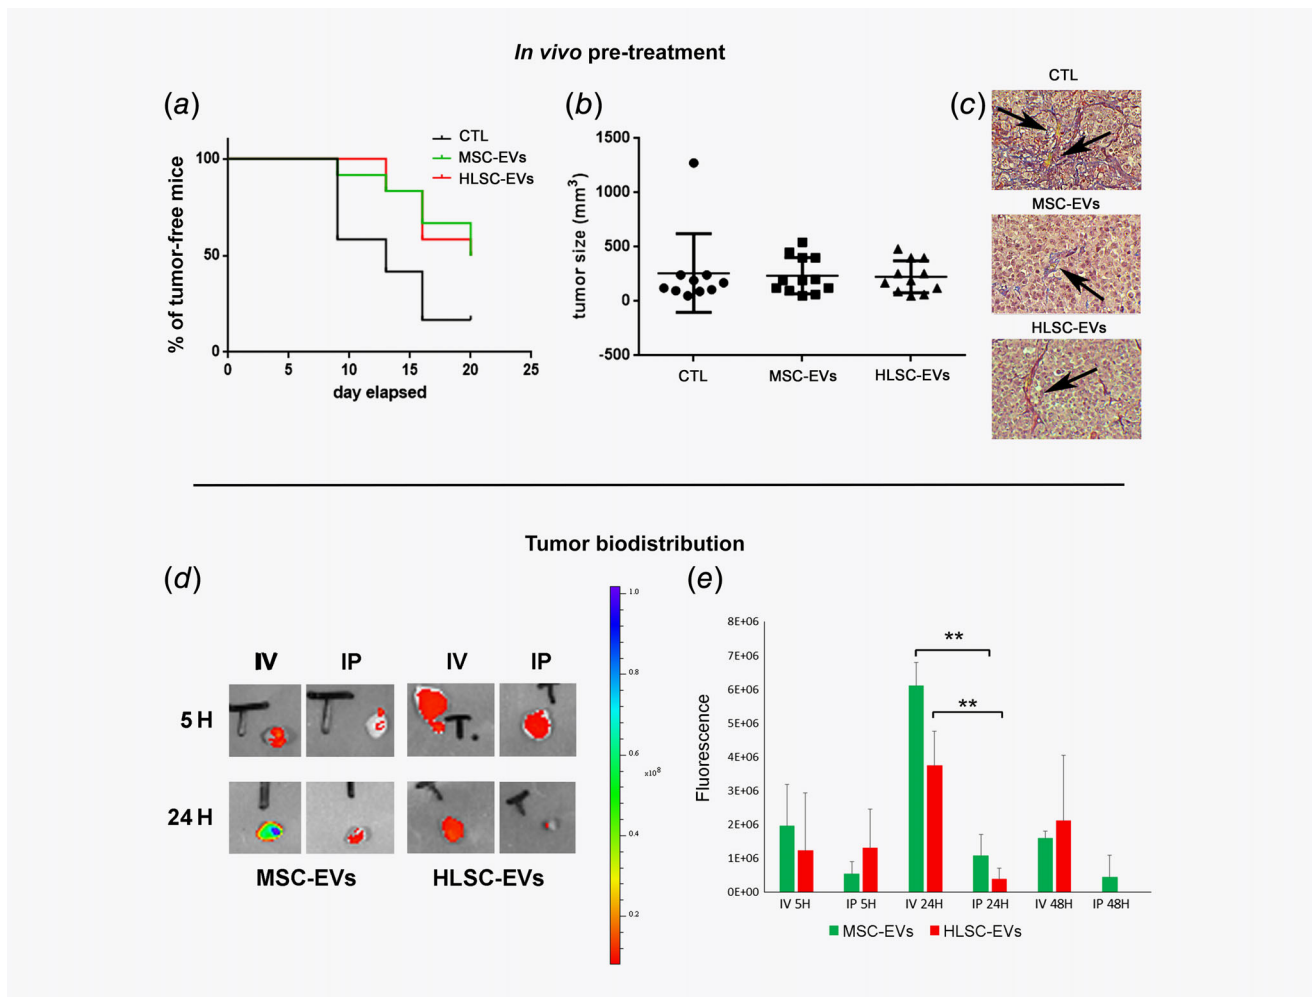 In vivo pre-treatment
(a)
% of tumor-free mice
100
50
0
0 5 10 15 20 25
day elapsed
CTL
MSC-EVs
HLSC-EVs
(b)
tumor size (mm³)
1500
1000
500
0
-500
CTL MSC-EVs HLSC-EVs
(c)
CTL
MSC-EVs
HLSC-EVs
Tumor biodistribution
(d)
IV IP IV IP
5 H
T T T T
24 H
MSC-EVs HLSC-EVs
1.0
0.8
0.6
x10⁸
0.4
0.2
(e)
Fluorescence
8E+06
7E+06
6E+06
5E+06
4E+06
3E+06
2E+06
1E+06
0E+00
**
**
IV 5H IP 5H IV 24H IP 24H IV 48H IP 48H
MSC-EVs HLSC-EVs